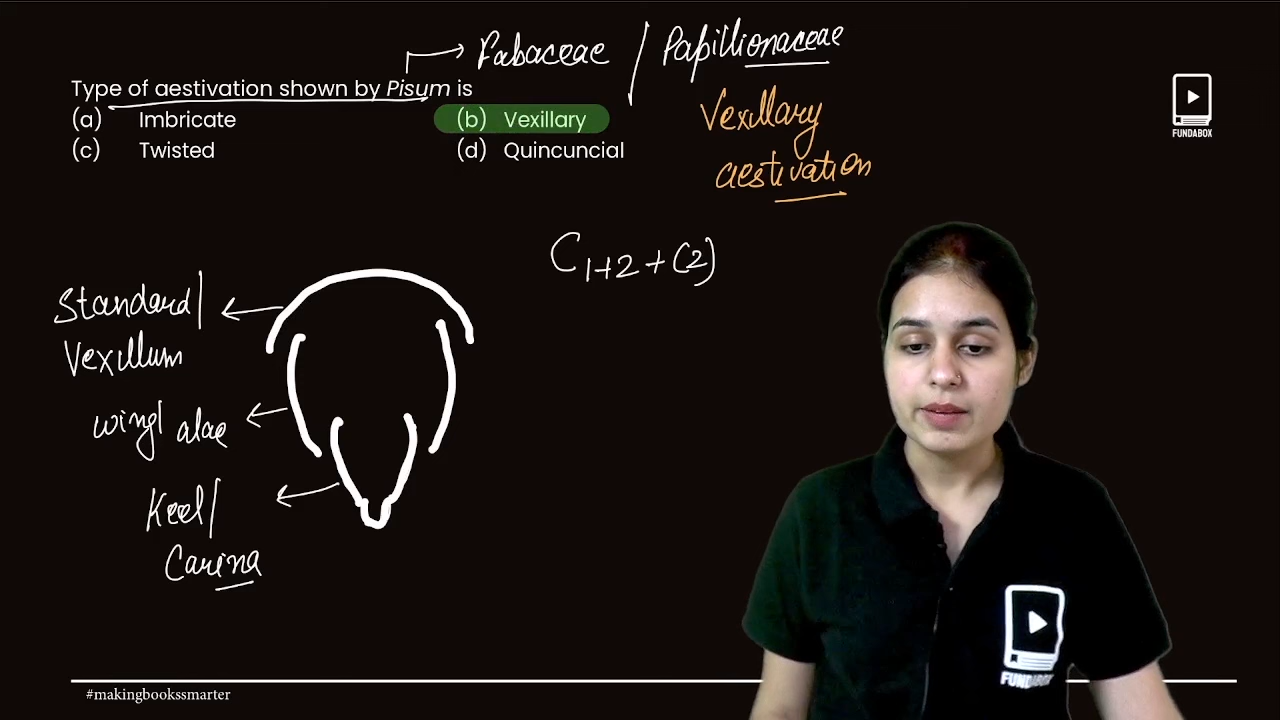 Fabaceae / Papillionaceae
Type of aestivation shown by Pisum is
(a) Imbricate (b) Vexillary
(c) Twisted (d) Quincuncial
Vexillary
aestivation
FUNDABOX
C1+2+(2)
Standard/
Vexillum
wing/ alae
Keel/
Carina
FUNDABOX
#makingbookssmarter